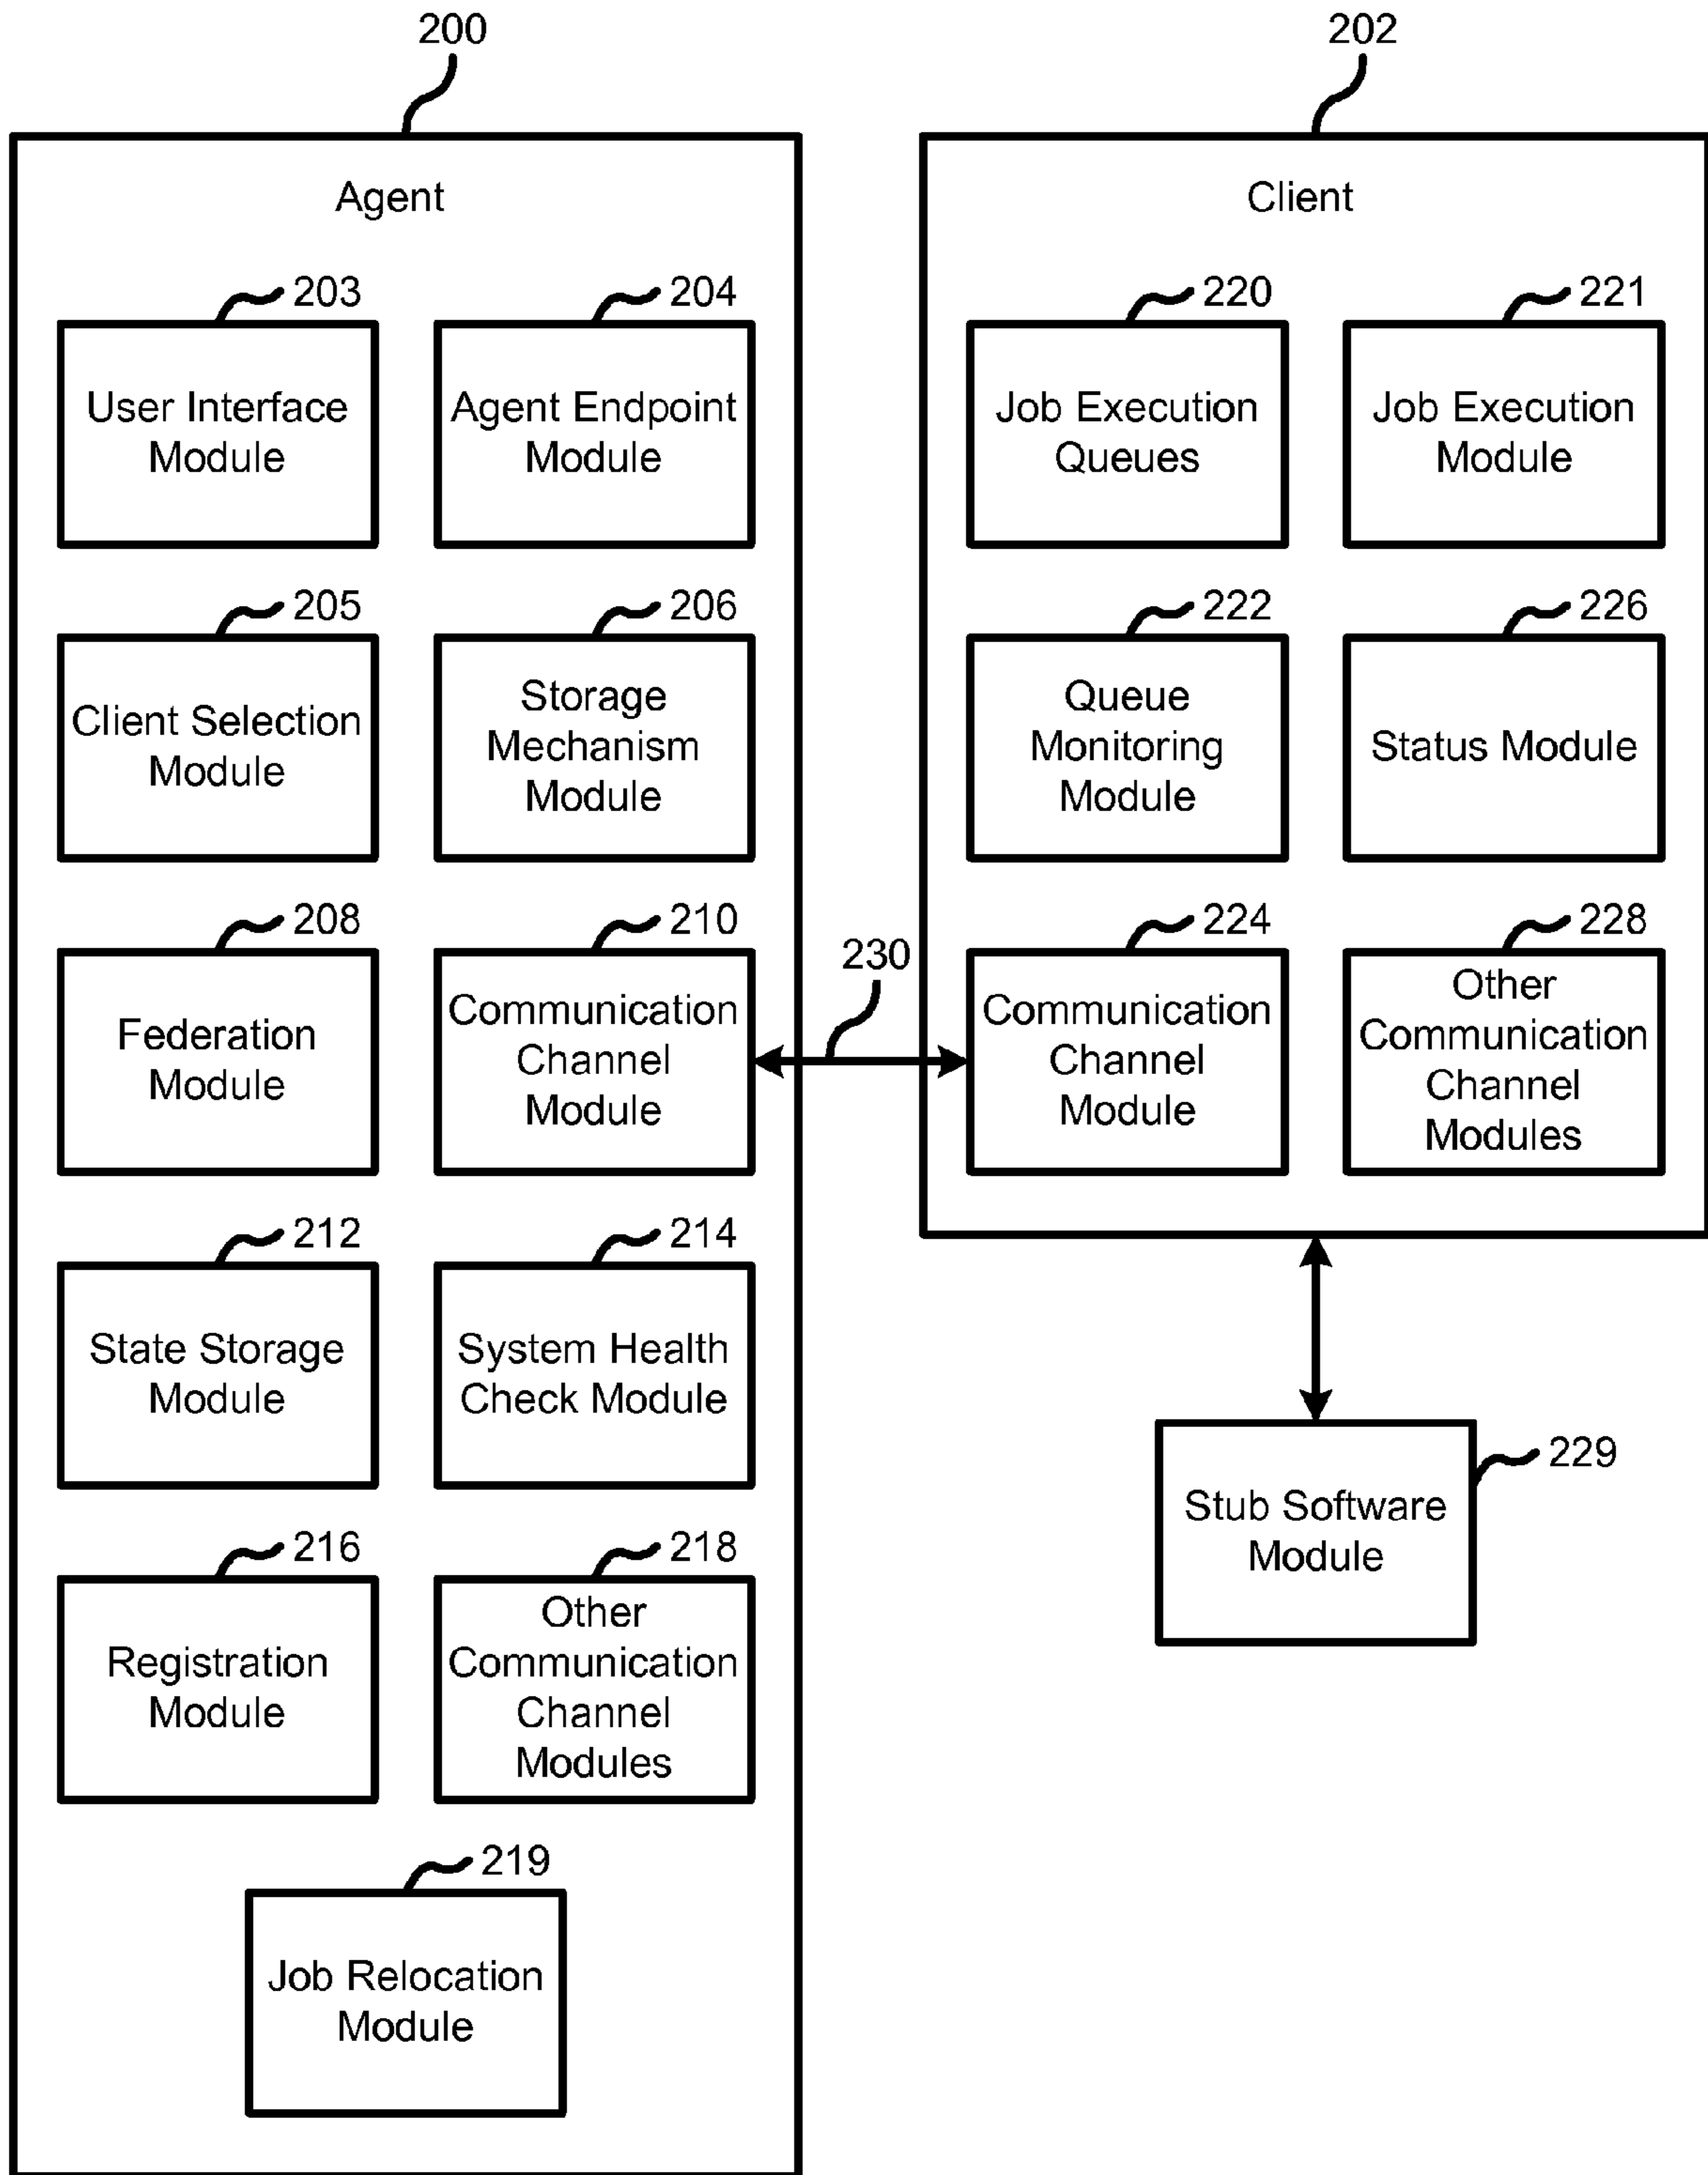 200
202
Agent
203
User Interface
Module
204
Agent Endpoint
Module
205
Client Selection
Module
206
Storage
Mechanism
Module
208
Federation
Module
210
Communication
Channel
Module
212
State Storage
Module
214
System Health
Check Module
216
Registration
Module
218
Other
Communication
Channel
Modules
219
Job Relocation
Module
230
Client
220
Job Execution
Queues
221
Job Execution
Module
222
Queue
Monitoring
Module
226
Status Module
224
Communication
Channel
Module
228
Other
Communication
Channel
Modules
229
Stub Software
Module